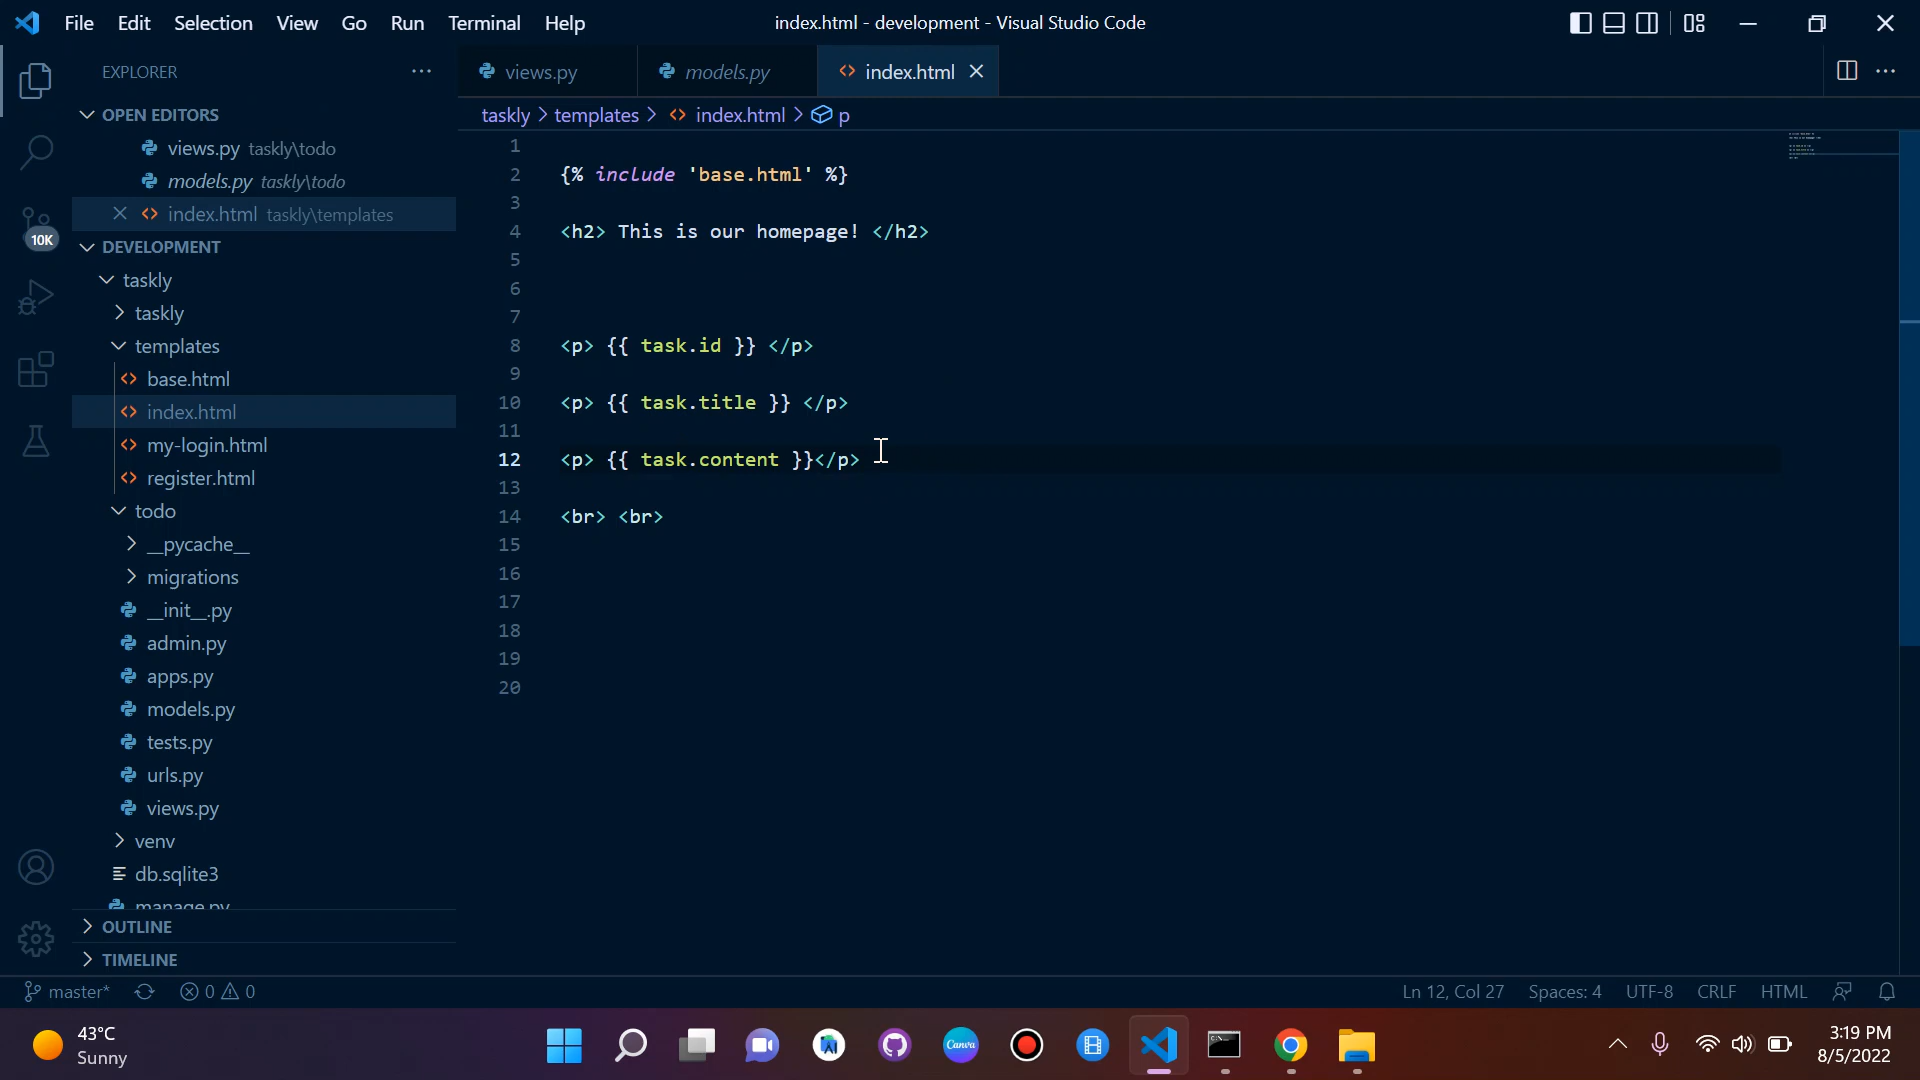 File Edit Selection View Go Run Terminal Help index.html - development - Visual Studio Code
EXPLORER
OPEN EDITORS
views.py taskly\todo
models.py taskly\todo
index.html taskly\templates
DEVELOPMENT
taskly
taskly
templates
base.html
index.html
my-login.html
register.html
todo
__pycache__
migrations
__init__.py
admin.py
apps.py
models.py
tests.py
urls.py
views.py
venv
db.sqlite3
manage.py
OUTLINE
TIMELINE
10K
views.py models.py index.html
taskly > templates > index.html > p
1
2 {% include 'base.html' %}
3
4 <h2> This is our homepage! </h2>
5
6
7
8 <p> {{ task.id }} </p>
9
10 <p> {{ task.title }} </p>
11
12 <p> {{ task.content }}</p>
13
14 <br> <br>
15
16
17
18
19
20
master* 0 0 Ln 12, Col 27 Spaces: 4 UTF-8 CRLF HTML
43°C
Sunny
Canva
3:19 PM
8/5/2022